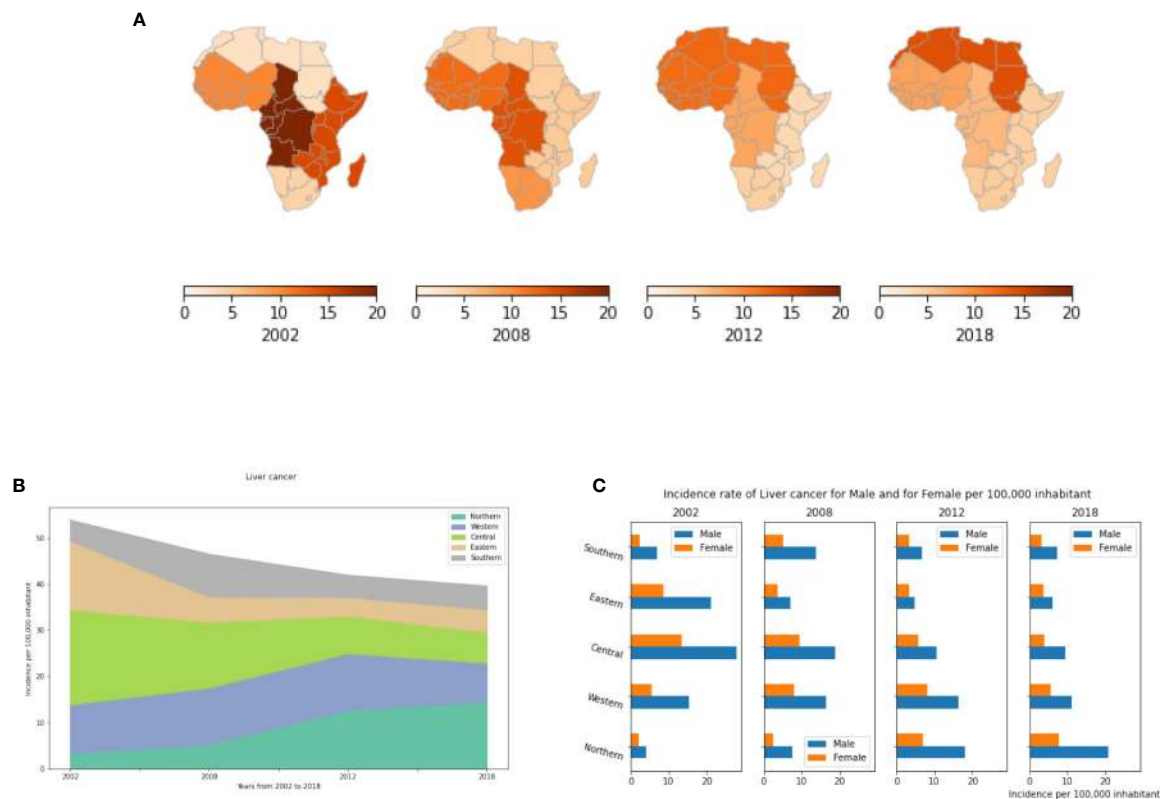 A
0 5 10 15 20
2002
0 5 10 15 20
2008
0 5 10 15 20
2012
0 5 10 15 20
2018
B
Liver cancer
Northern
Western
Central
Eastern
Southern
50
40
30
20
10
0
Incidence per 100,000 inhabitant
2002 2008 2012 2018
Years from 2002 to 2018
C
Incidence rate of Liver cancer for Male and for Female per 100,000 inhabitant
2002 2008 2012 2018
Male
Female
Male
Female
Male
Female
Male
Female
Southern
Eastern
Central
Western
Northern
0 10 20
0 10 20
0 10 20
0 10 20
Incidence per 100,000 inhabitant